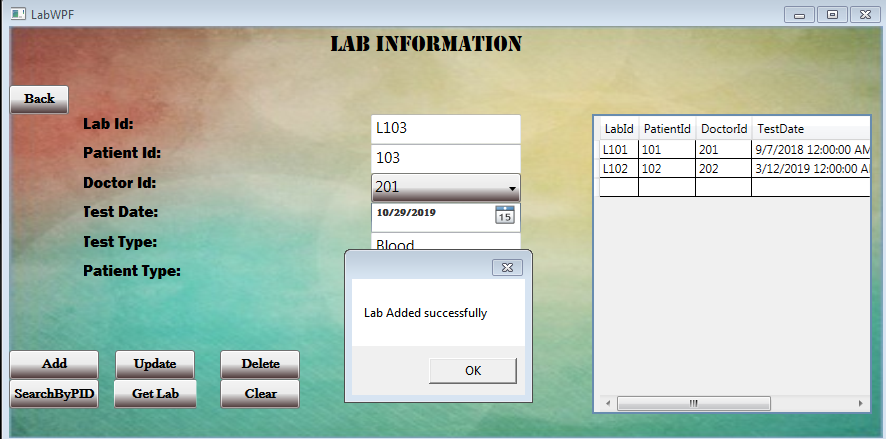 LabWPF
LAB INFORMATION
Back
Lab Id: L103
Patient Id: 103
Doctor Id: 201
Test Date: 10/29/2019 15
Test Type: Blood
Patient Type:
LabId PatientId DoctorId TestDate
L101 101 201 9/7/2018 12:00:00 AM
L102 102 202 3/12/2019 12:00:00 A
Lab Added successfully
OK
Add Update Delete
SearchByPID Get Lab Clear